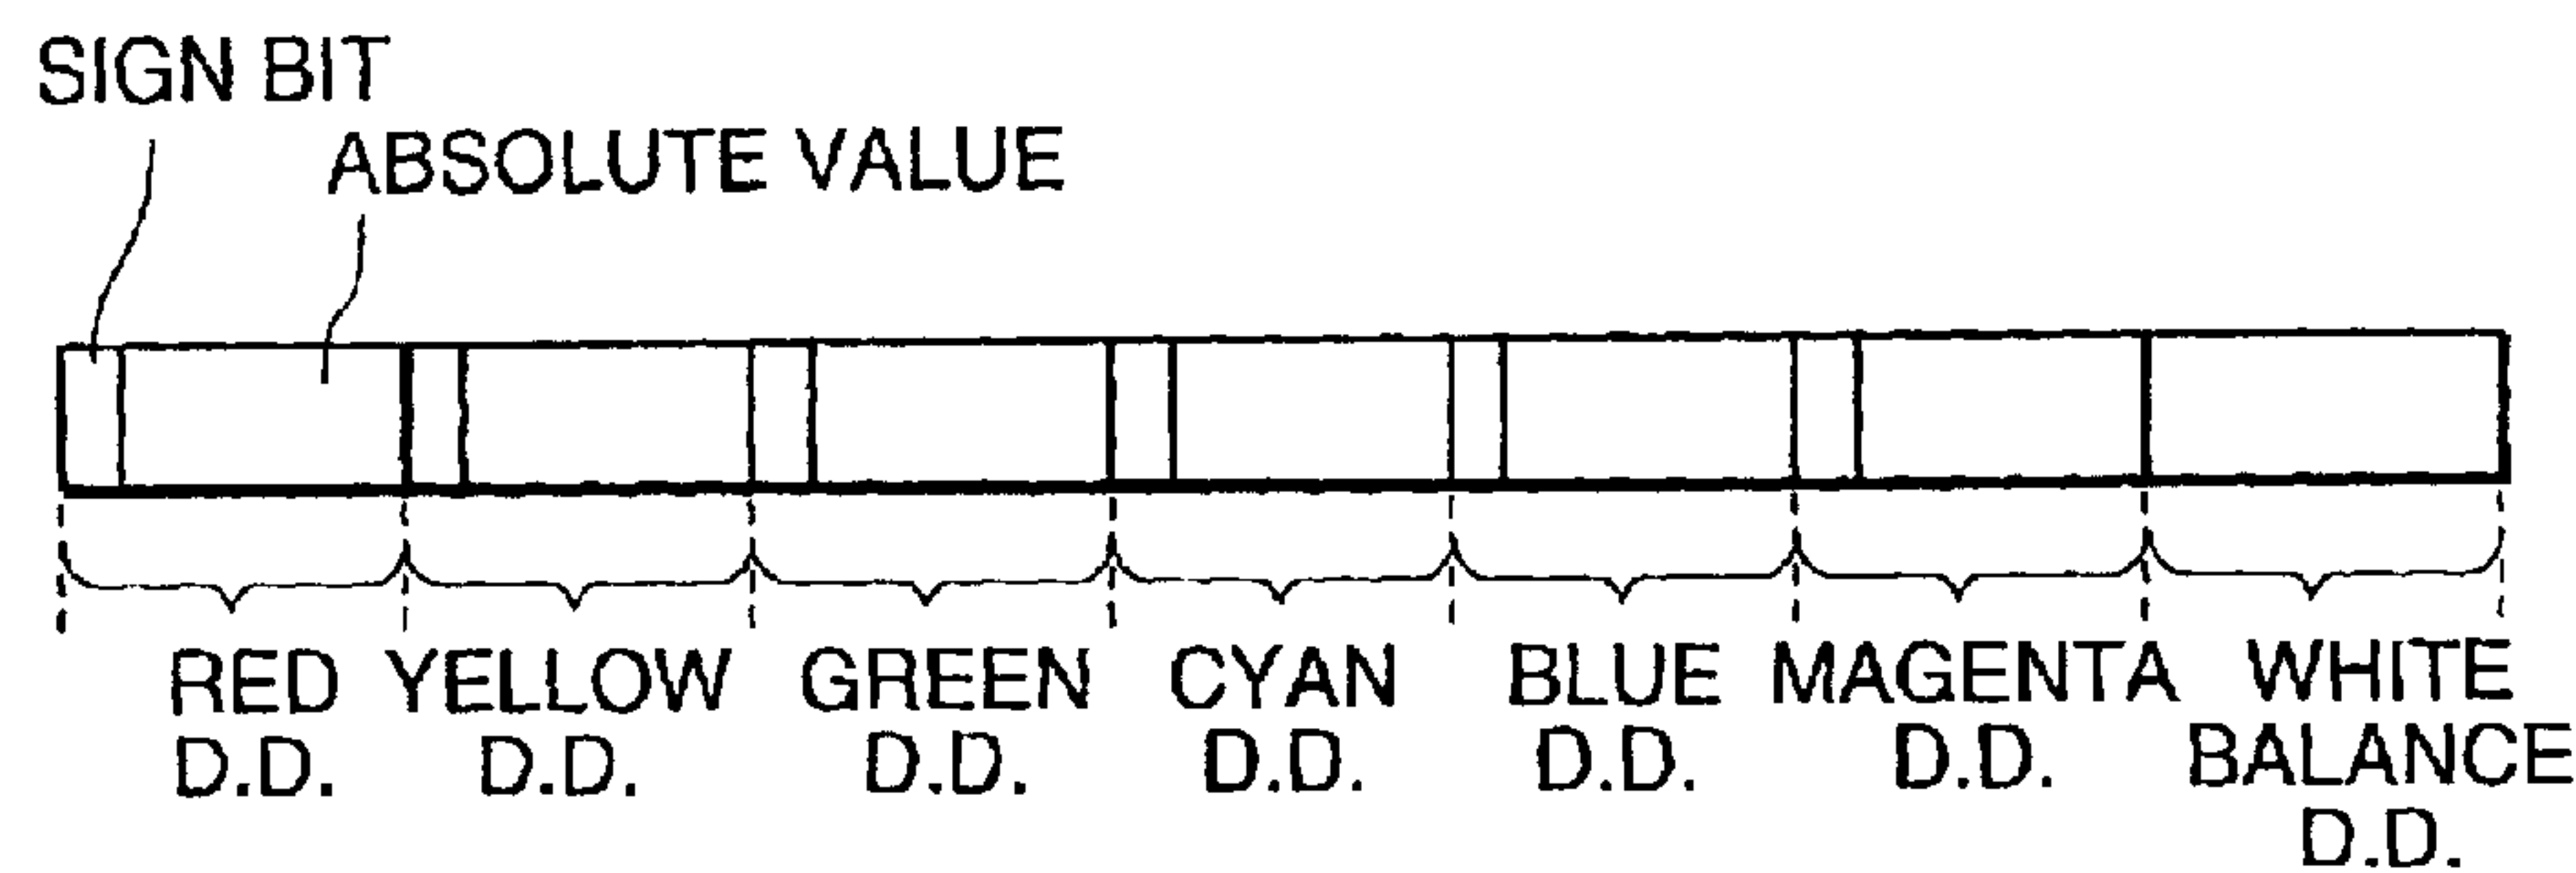 SIGN BIT
ABSOLUTE VALUE
RED YELLOW GREEN CYAN BLUE MAGENTA WHITE
D.D. D.D. D.D. D.D. D.D. D.D. BALANCE
D.D.